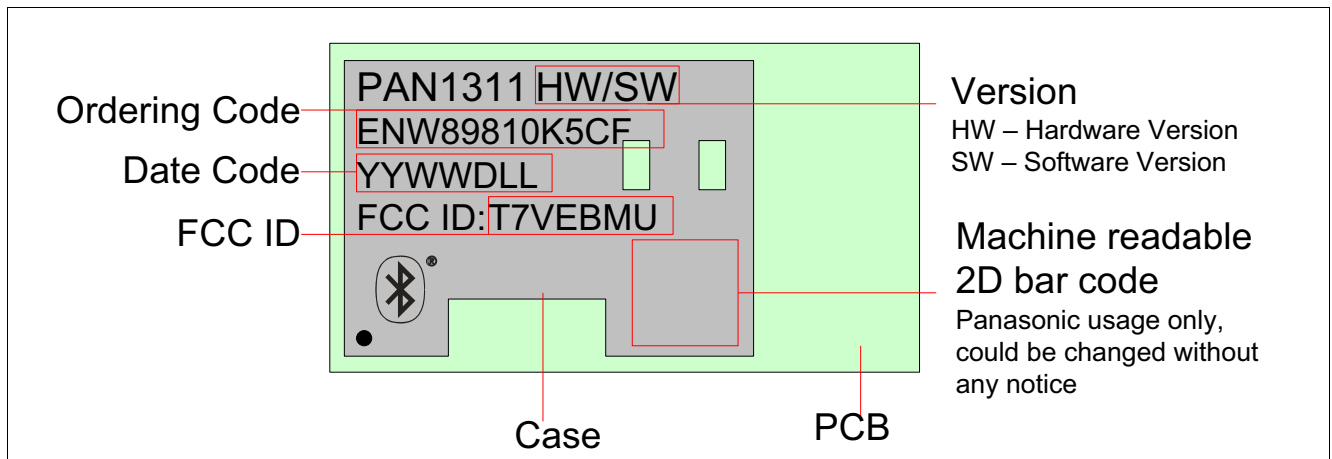 PAN1311 HW/SW
ENW89810K5CF
YYWWDLL
FCC ID:T7VEBMU
®
Ordering Code
Date Code
FCC ID
Version
HW – Hardware Version
SW – Software Version
Machine readable
2D bar code
Panasonic usage only,
could be changed without
any notice
Case
PCB